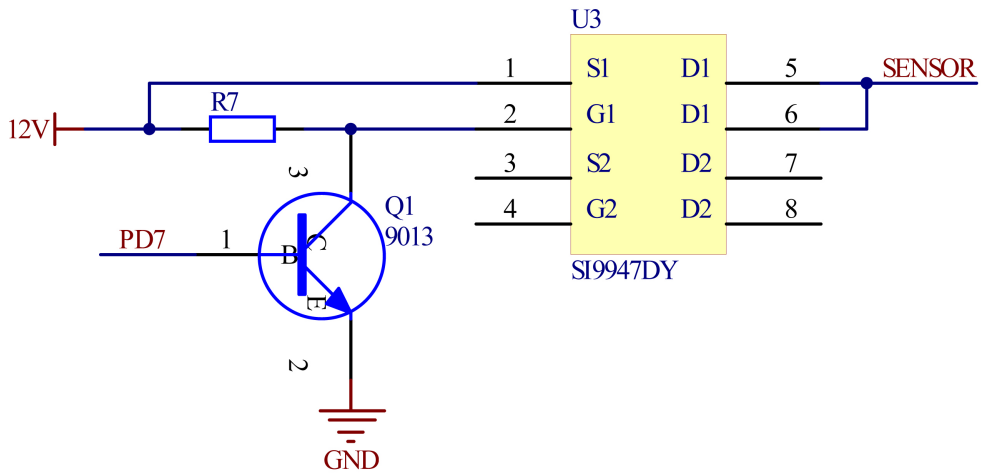 U3
1 S1 D1 5 SENSOR
R7
12V 2 G1 D1 6
3 S2 D2 7
3
Q1 4 G2 D2 8
9013
PD7 1 B C
SI9947DY
E
2
GND